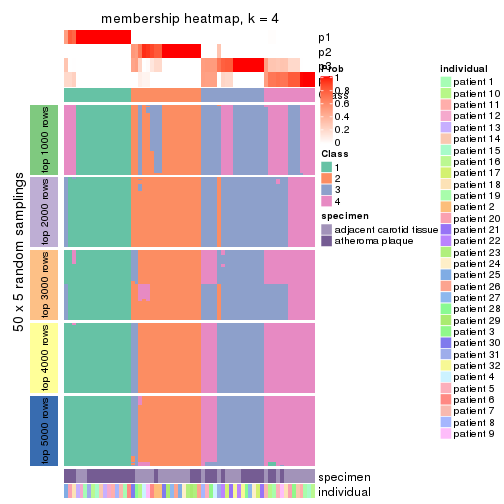 membership heatmap, k = 4
p1
p2
p3
50 x 5 random samplings
top 1000 rows
top 2000 rows
top 3000 rows
top 4000 rows
top 5000 rows
specimen
individual
Prob
1
0.8
0.6
0.4
0.2
0
Class
Class
1
2
3
4
specimen
adjacent carotid tissue
atheroma plaque
individual
patient 1
patient 10
patient 11
patient 12
patient 13
patient 14
patient 15
patient 16
patient 17
patient 18
patient 19
patient 2
patient 20
patient 21
patient 22
patient 23
patient 24
patient 25
patient 26
patient 27
patient 28
patient 29
patient 3
patient 30
patient 31
patient 32
patient 4
patient 5
patient 6
patient 7
patient 8
patient 9